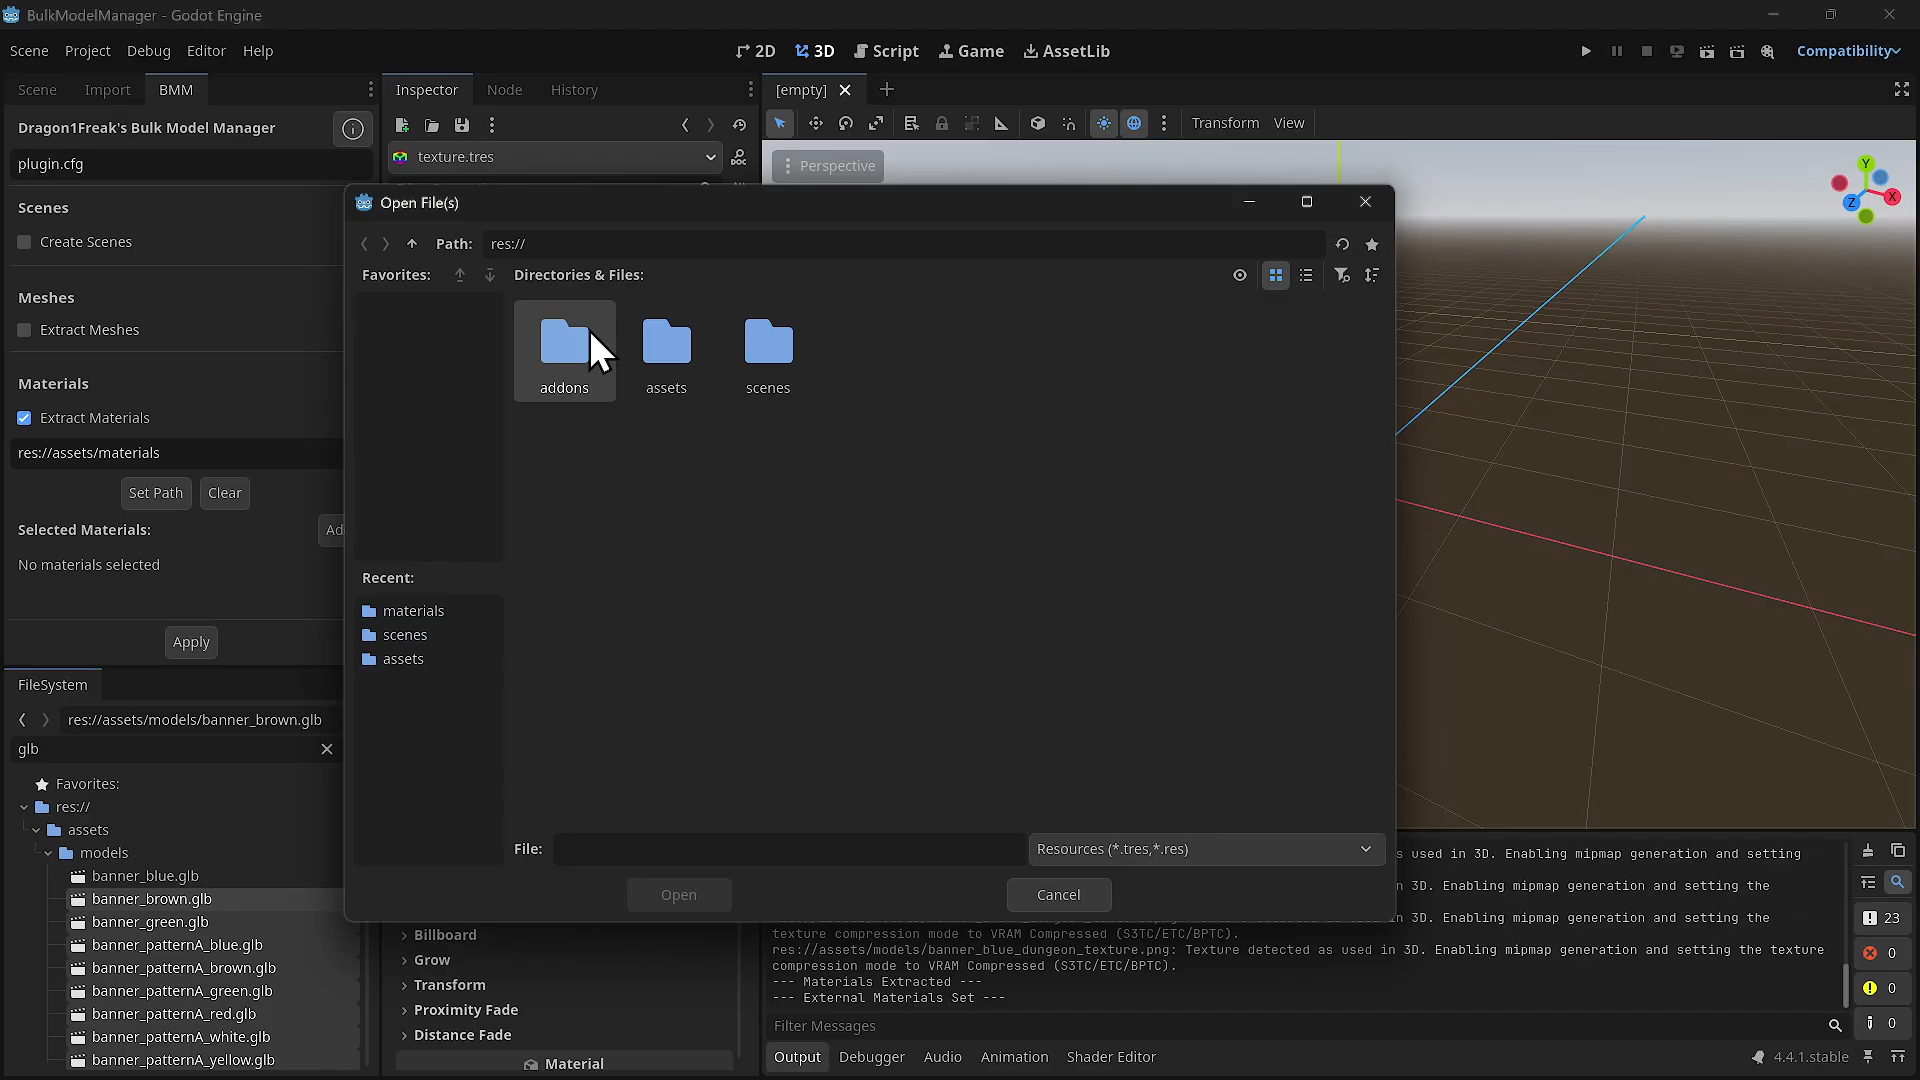 BulkModelManager - Godot Engine
Scene Project Debug Editor Help
2D 3D Script Game AssetLib
Compatibility
Scene Import BMM
Inspector Node History
[empty]
Dragon1Freak's Bulk Model Manager
plugin.cfg
texture.tres
DOC
Transform View
Perspective
Y
X
Z
Scenes
Create Scenes
Meshes
Extract Meshes
Materials
Extract Materials
res://assets/materials
Set Path Clear
Selected Materials:
Ad
No materials selected
Apply
Open File(s)
Path: res://
Favorites:
Directories & Files:
addons assets scenes
Recent:
materials
scenes
assets
File:
Resources (*.tres,*.res)
Open Cancel
FileSystem
res://assets/models/banner_brown.glb
glb
Favorites:
res://
assets
models
banner_blue.glb
banner_brown.glb
banner_green.glb
banner_patternA_blue.glb
banner_patternA_brown.glb
banner_patternA_green.glb
banner_patternA_red.glb
banner_patternA_white.glb
banner_patternA_yellow.glb
Billboard
Grow
Transform
Proximity Fade
Distance Fade
Material
s used in 3D. Enabling mipmap generation and setting
n 3D. Enabling mipmap generation and setting the
n 3D. Enabling mipmap generation and setting the
texture compression mode to VRAM Compressed (S3TC/ETC/BPTC).
res://assets/models/banner_blue_dungeon_texture.png: Texture detected as used in 3D. Enabling mipmap generation and setting the texture
compression mode to VRAM Compressed (S3TC/ETC/BPTC).
--- Materials Extracted ---
--- External Materials Set ---
Filter Messages
23
0
0
0
Output Debugger Audio Animation Shader Editor
4.4.1.stable